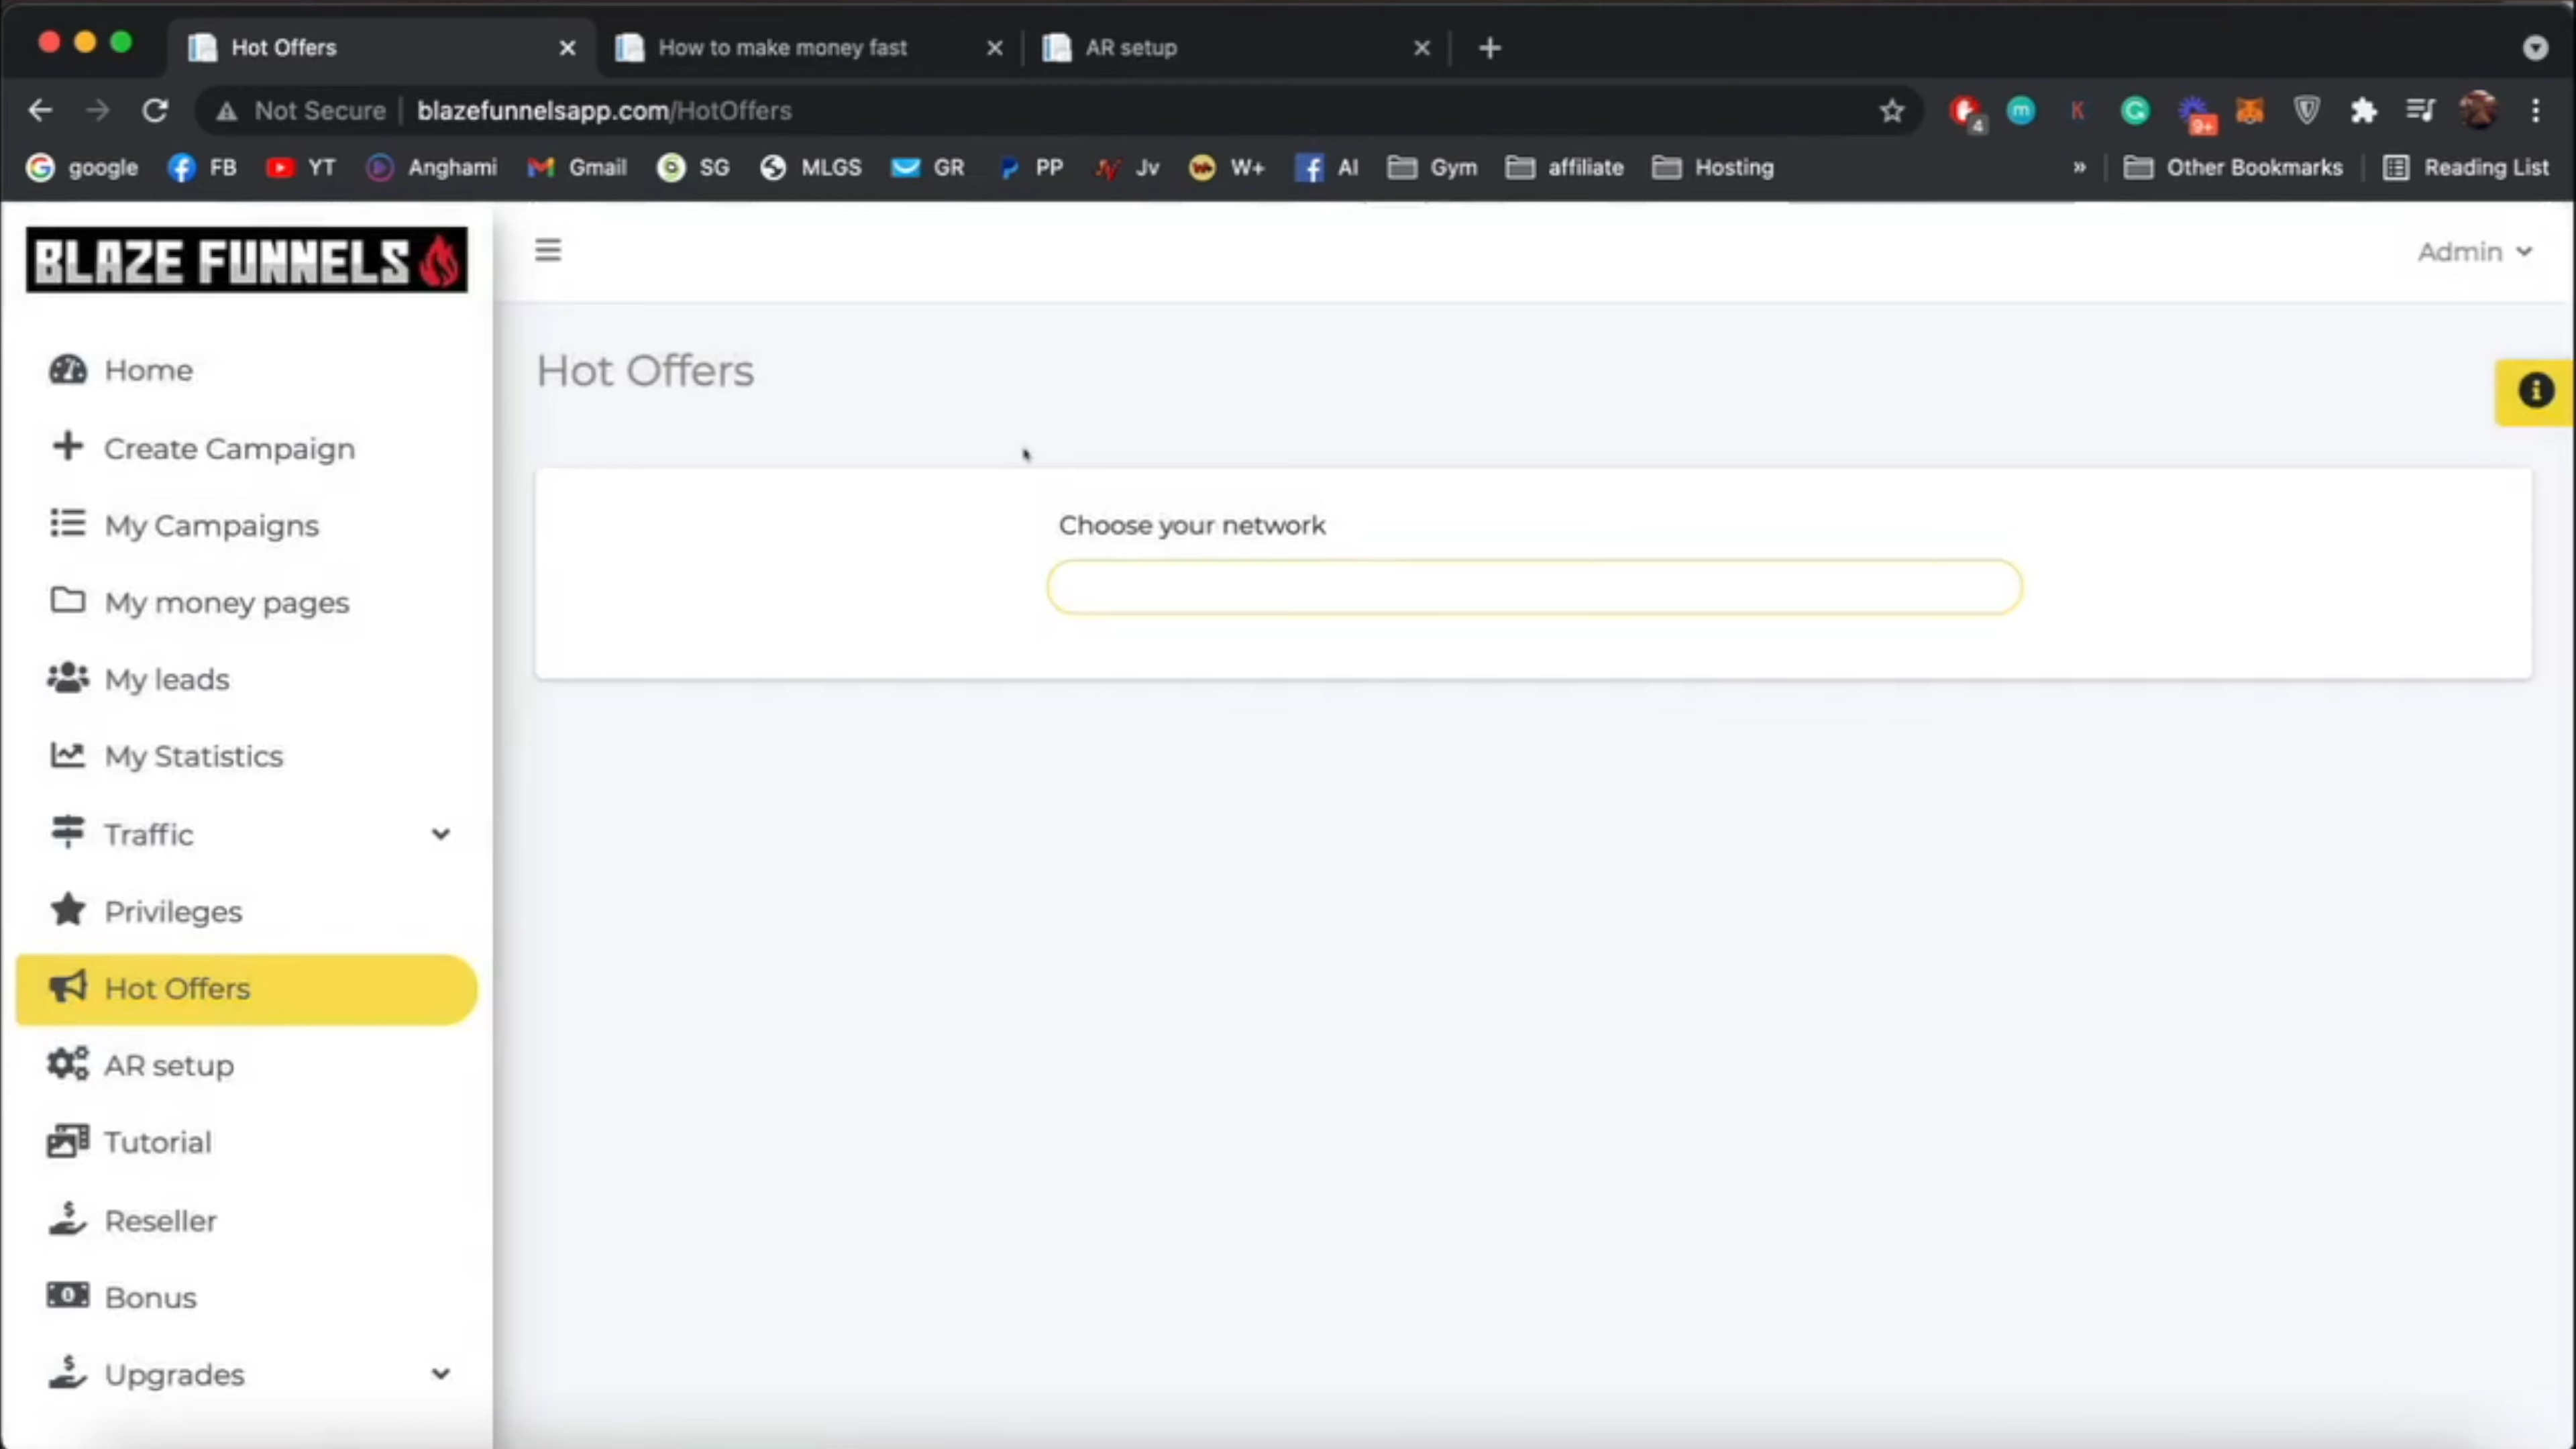 Hot Offers
How to make money fast
AR setup
Not Secure
blazefunnelsapp.com/HotOffers
4
m
K
9+
google
FB
YT
Anghami
Gmail
SG
MLGS
GR
PP
Jv
W+
AI
Gym
affiliate
Hosting
»
Other Bookmarks
Reading List
BLAZE FUNNELS
Admin
Home
Create Campaign
My Campaigns
My money pages
My leads
My Statistics
Traffic
Privileges
Hot Offers
AR setup
Tutorial
Reseller
Bonus
Upgrades
Hot Offers
Choose your network